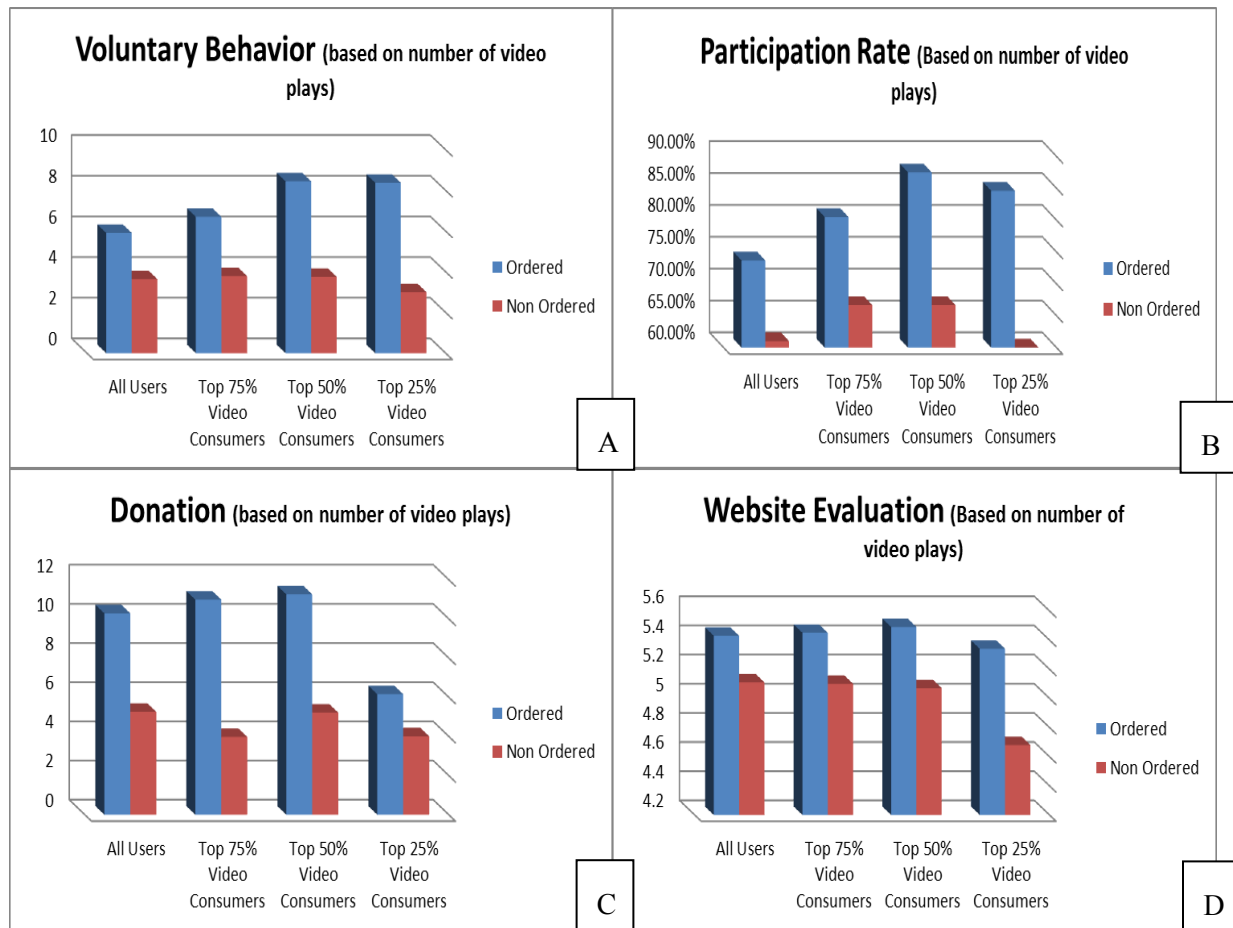 Voluntary Behavior (based on number of video
plays)
10
8
6
4
2
0
All Users
Top 75%
Video
Consumers
Top 50%
Video
Consumers
Top 25%
Video
Consumers
Ordered
Non Ordered
A
Participation Rate (Based on number of video
plays)
90.00%
85.00%
80.00%
75.00%
70.00%
65.00%
60.00%
All Users
Top 75%
Video
Consumers
Top 50%
Video
Consumers
Top 25%
Video
Consumers
Ordered
Non Ordered
B
Donation (based on number of video plays)
12
10
8
6
4
2
0
All Users
Top 75%
Video
Consumers
Top 50%
Video
Consumers
Top 25%
Video
Consumers
Ordered
Non Ordered
C
Website Evaluation (Based on number of
video plays)
5.6
5.4
5.2
5
4.8
4.6
4.4
4.2
All Users
Top 75%
Video
Consumers
Top 50%
Video
Consumers
Top 25%
Video
Consumers
Ordered
Non Ordered
D